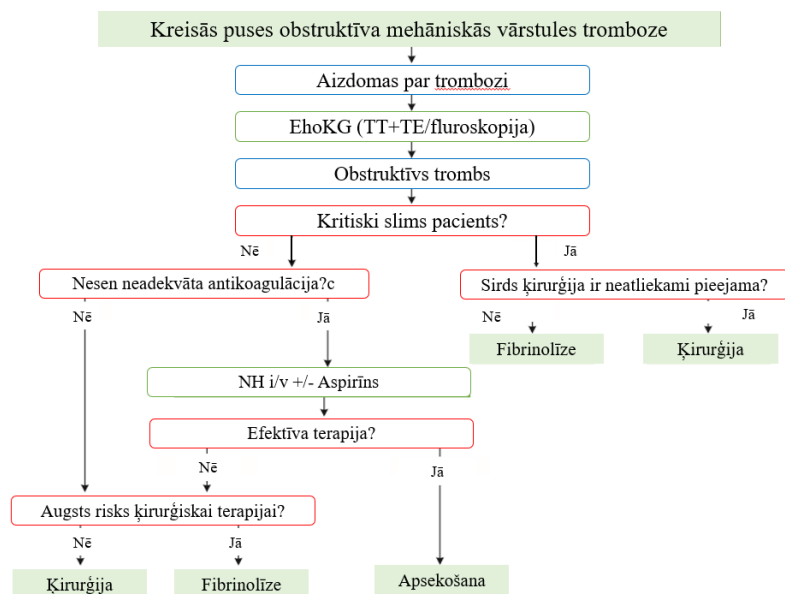 Kreisās puses obstruktīva mehāniskās vārstules tromboze
Aizdomas par trombozi
EhoKG (TT+TE/fluroskopija)
Obstruktīvs trombs
Kritiski slims pacients?
Nē
Jā
Nesen neadekvāta antikoagulācija?c
Sirds ķirurģija ir neatliekami pieejama?
Nē
Jā
Nē
Jā
Fibrinolīze
Ķirurģija
NH i/v +/- Aspirīns
Efektīva terapija?
Nē
Jā
Augsts risks ķirurģiskai terapijai?
Nē
Jā
Ķirurģija
Fibrinolīze
Apsekošana